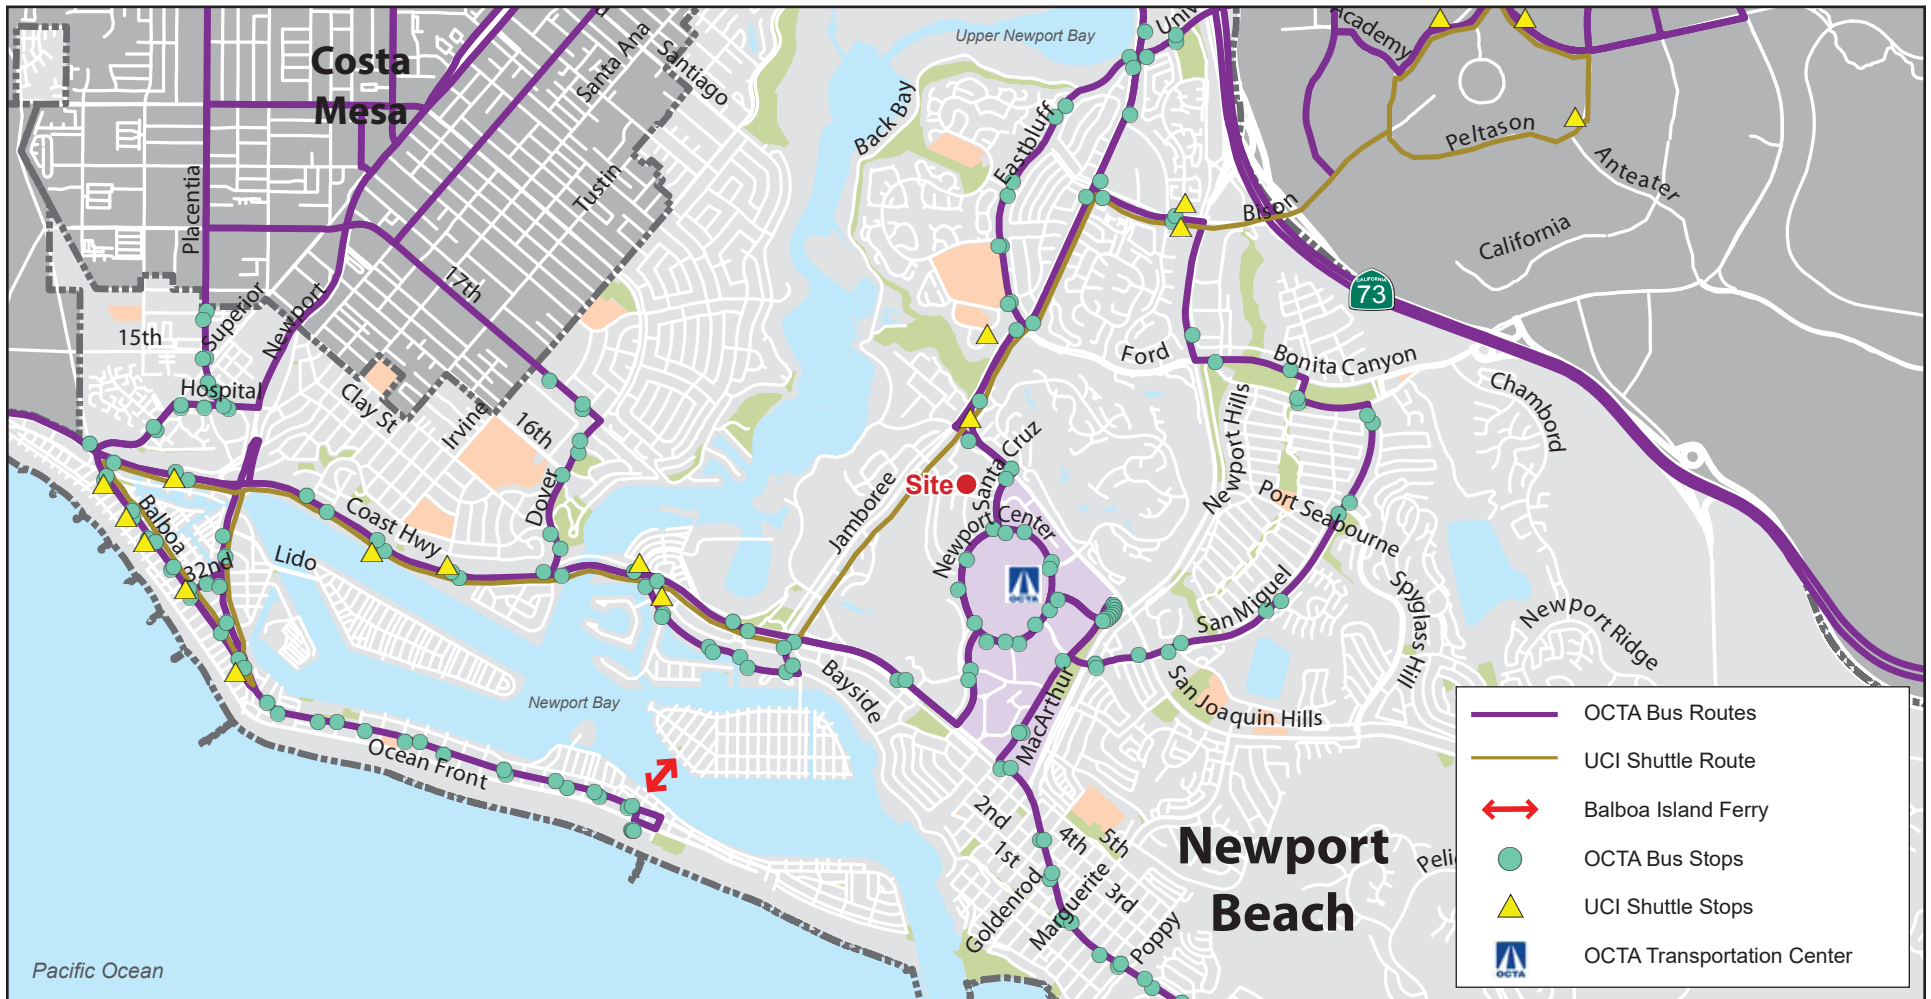 Costa
Mesa
Santa Ana
Santiago
Upper Newport Bay
Univ
Academy
Back Bay
Eastbluff
Peltason
Anteater
Placentia
Tustin
Bison
California
17th
CALIFORNIA
73
15th
Superior
Newport
Ford
Bonita Canyon
Chambord
Hospital
Clay St
Irvine
16th
Newport Hills
Santa Cruz
Site
Jamboree
Dover
Port Seabourne
Balboa
Coast Hwy
Newport Center
32nd
Lido
OCTA
San Miguel
Spyglass Hill
Newport Ridge
Newport Bay
Bayside
MacArthur
San Joaquin Hills
Ocean Front
2nd
1st
4th
5th
3rd
Goldenrod
Marguerite
Poppy
Newport
Beach
Pacific Ocean
OCTA Bus Routes
UCI Shuttle Route
Balboa Island Ferry
OCTA Bus Stops
UCI Shuttle Stops
OCTA
OCTA Transportation Center